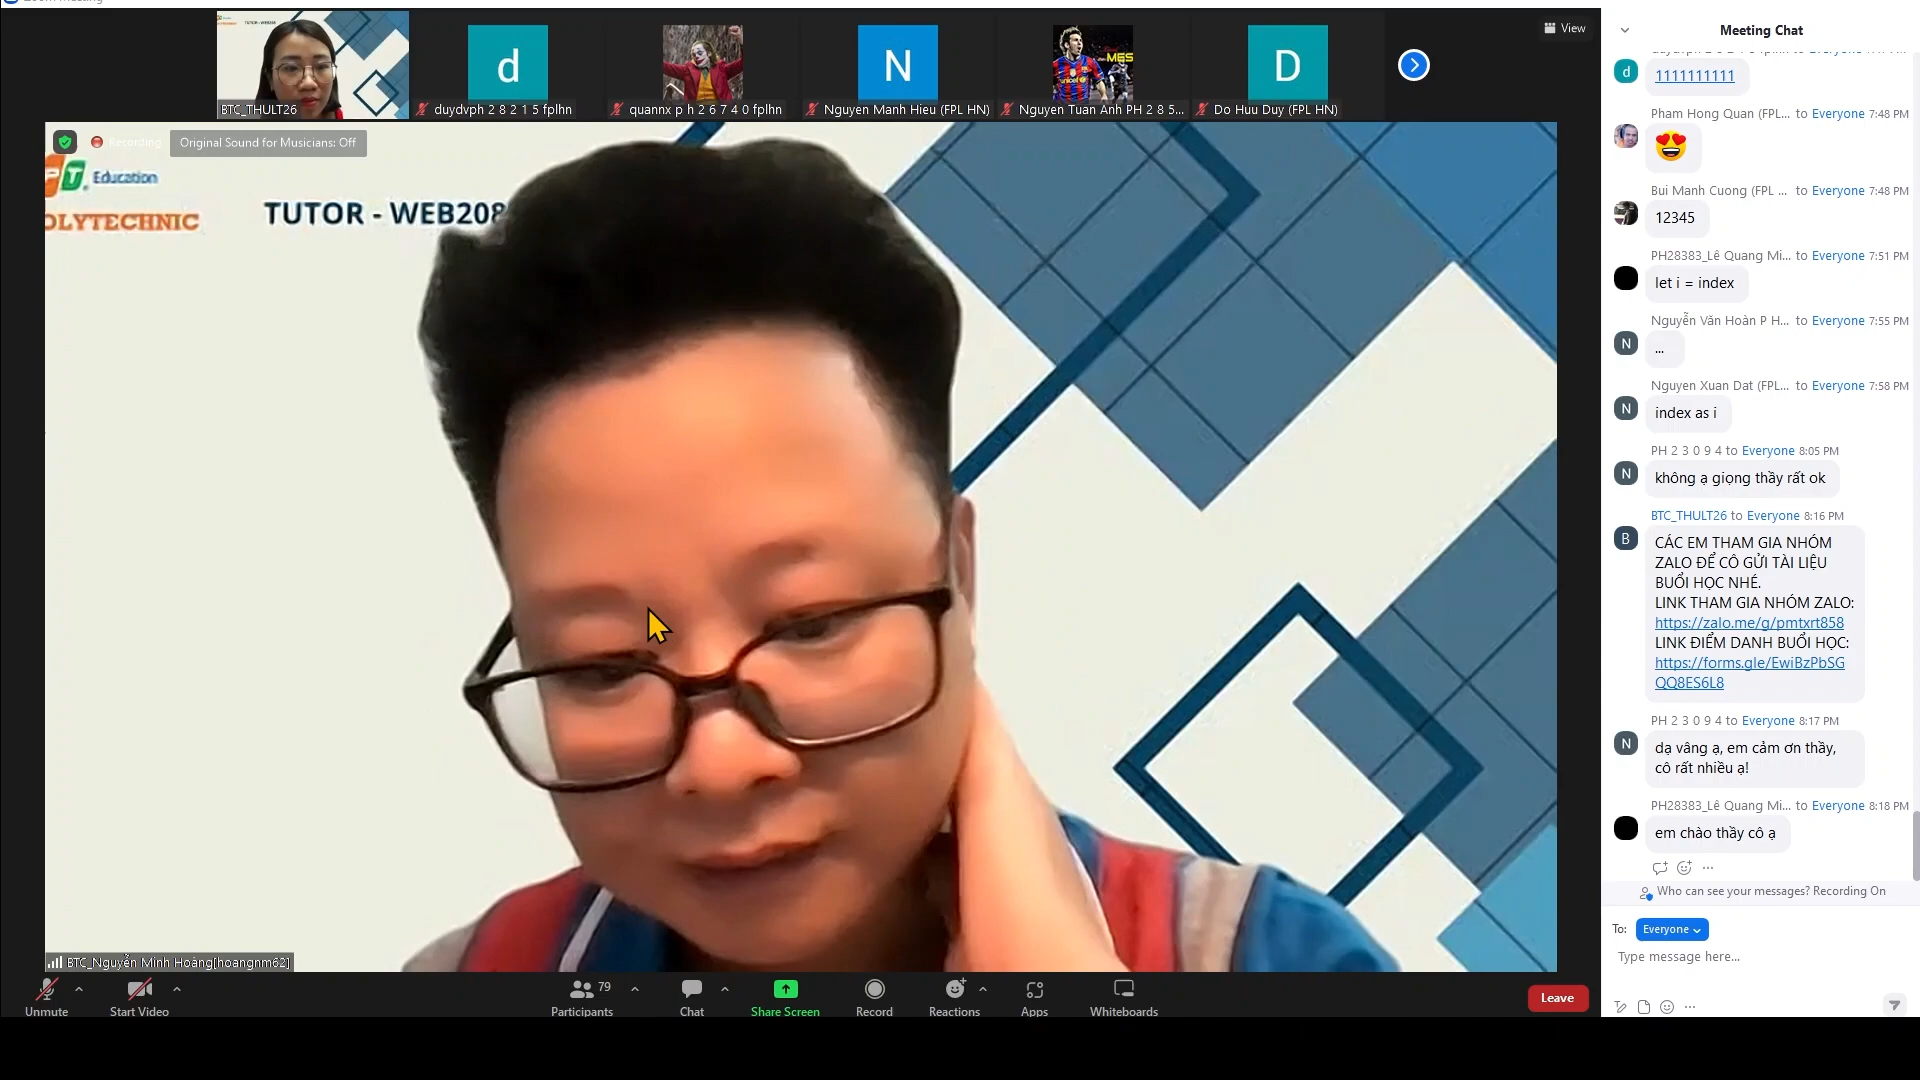 Zoom Meeting
View
BTC_THULT26
d
duydvph 2 8 2 1 5 fplhn
quannx p h 2 6 7 4 0 fplhn
N
Nguyen Manh Hieu (FPL HN)
MES
unicef
Nguyen Tuan Anh PH 2 8 5...
D
Do Huu Duy (FPL HN)
Recording
Original Sound for Musicians: Off
PT Education
OLYTECHNIC
TUTOR - WEB208
BTC_Nguyễn Minh Hoàng[hoangnm62]
Unmute
Start Video
79
Participants
Chat
Share Screen
Record
Reactions
Apps
Whiteboards
Leave
Meeting Chat
d
1111111111
Pham Hong Quan (FPL... to Everyone 7:48 PM
Bui Manh Cuong (FPL ... to Everyone 7:48 PM
12345
PH28383_Lê Quang Mi... to Everyone 7:51 PM
let i = index
Nguyễn Văn Hoàn P H... to Everyone 7:55 PM
N
...
Nguyen Xuan Dat (FPL... to Everyone 7:58 PM
N
index as i
PH 2 3 0 9 4 to Everyone 8:05 PM
N
không ạ giọng thầy rất ok
BTC_THULT26 to Everyone 8:16 PM
B
CÁC EM THAM GIA NHÓM
ZALO ĐỂ CÔ GỬI TÀI LIỆU
BUỔI HỌC NHÉ.
LINK THAM GIA NHÓM ZALO:
https://zalo.me/g/pmtxrt858
LINK ĐIỂM DANH BUỔI HỌC:
https://forms.gle/EwiBzPbSG
QQ8ES6L8
PH 2 3 0 9 4 to Everyone 8:17 PM
N
dạ vâng ạ, em cảm ơn thầy,
cô rất nhiều ạ!
PH28383_Lê Quang Mi... to Everyone 8:18 PM
em chào thầy cô ạ
Who can see your messages? Recording On
To: Everyone
Type message here...